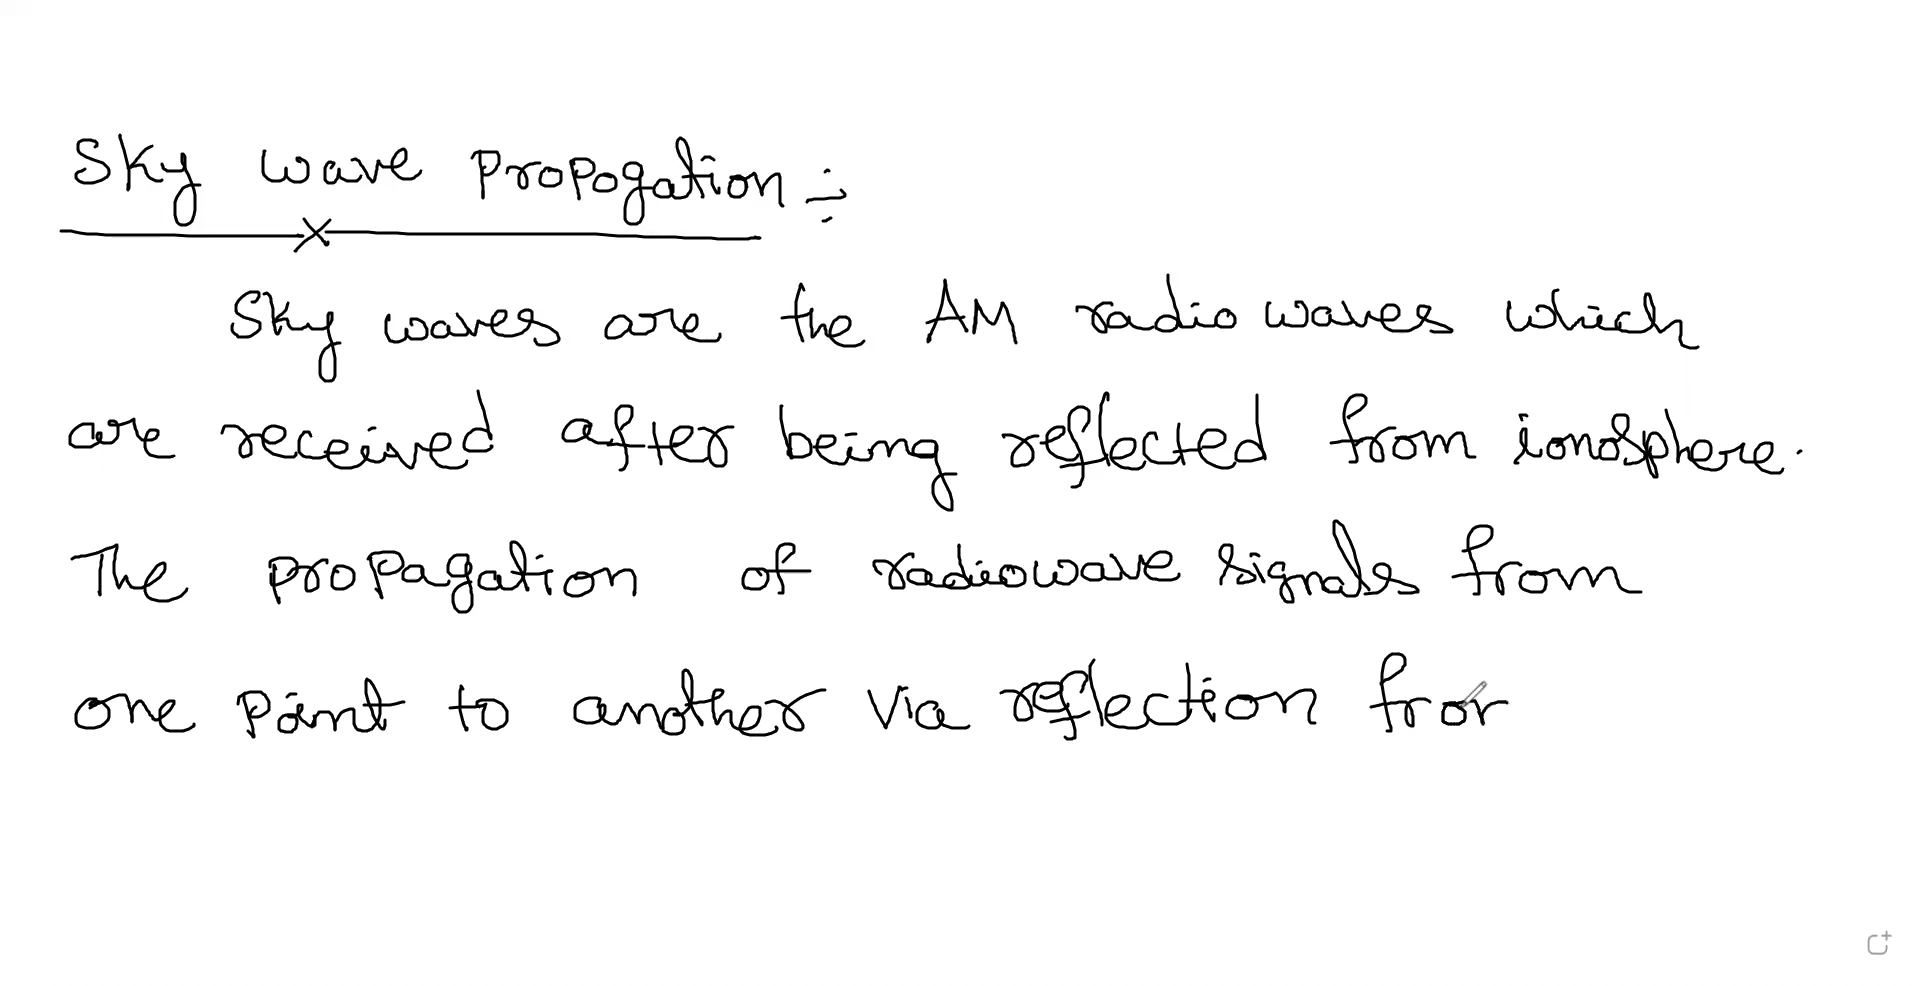 Sky wave Propogation ÷
Sky waves are the AM radio waves which
are received after being reflected from ionosphere.
The propagation of radiowave signals from
one point to another via reflection fror